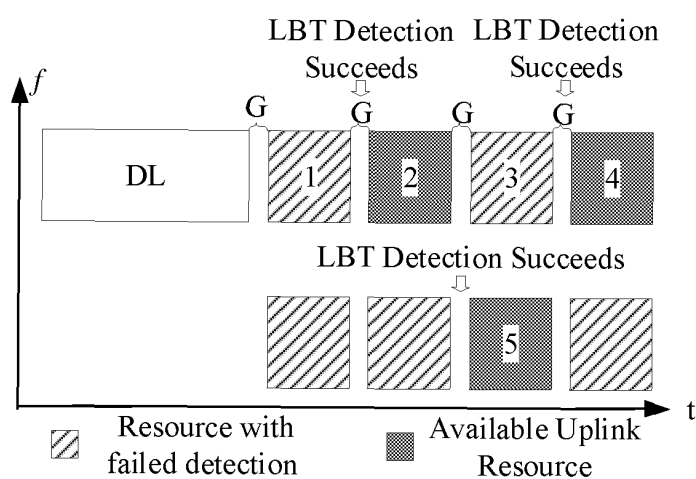 LBT Detection
Succeeds
LBT Detection
Succeeds
f
G
G
G
G
DL
1
2
3
4
LBT Detection Succeeds
5
t
Resource with
failed detection
Available Uplink
Resource